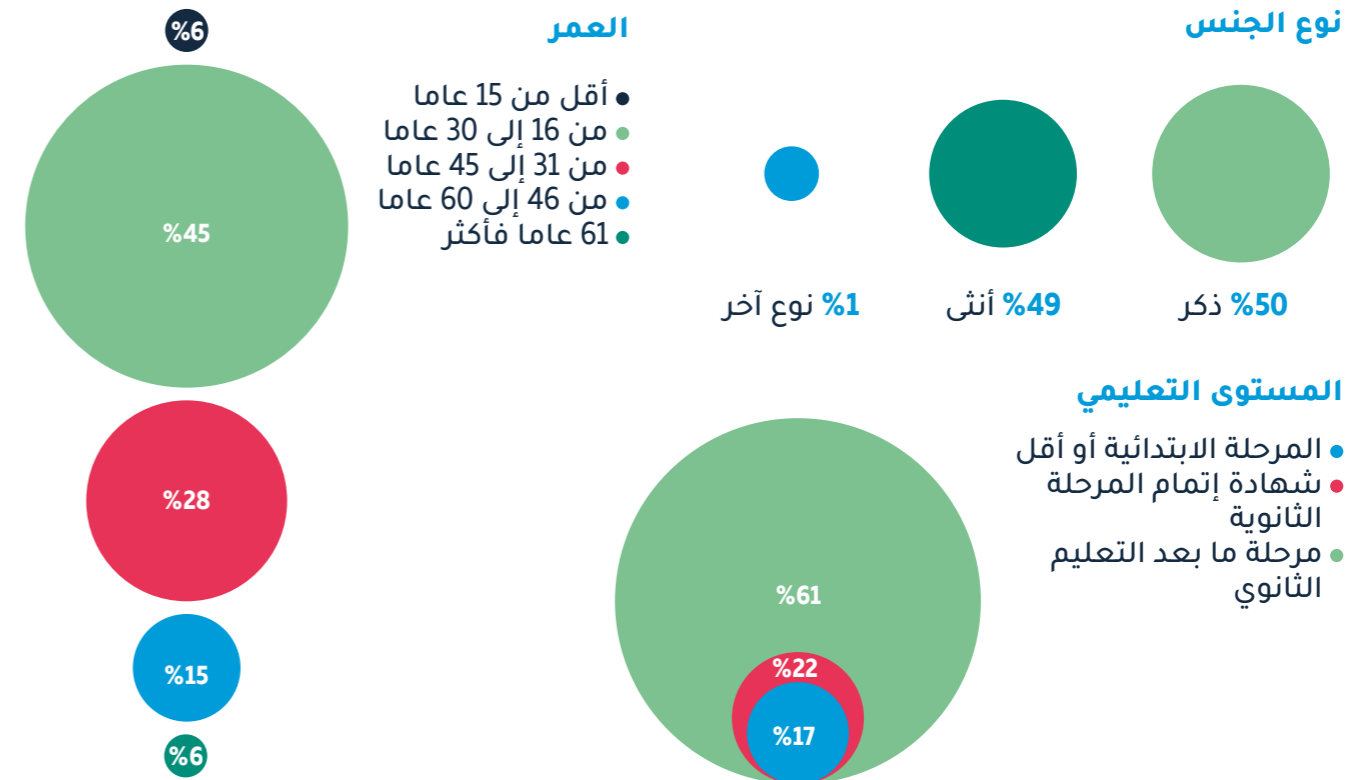 نوع الجنس
%50 ذكر
%49 أنثى
%1 نوع آخر
المستوى التعليمي
المرحلة الابتدائية أو أقل
شهادة إتمام المرحلة
الثانوية
مرحلة ما بعد التعليم
الثانوي
%61
%22
%17
العمر
أقل من 15 عاما
من 16 إلى 30 عاما
من 31 إلى 45 عاما
من 46 إلى 60 عاما
61 عاما فأكثر
%6
%45
%28
%15
%6